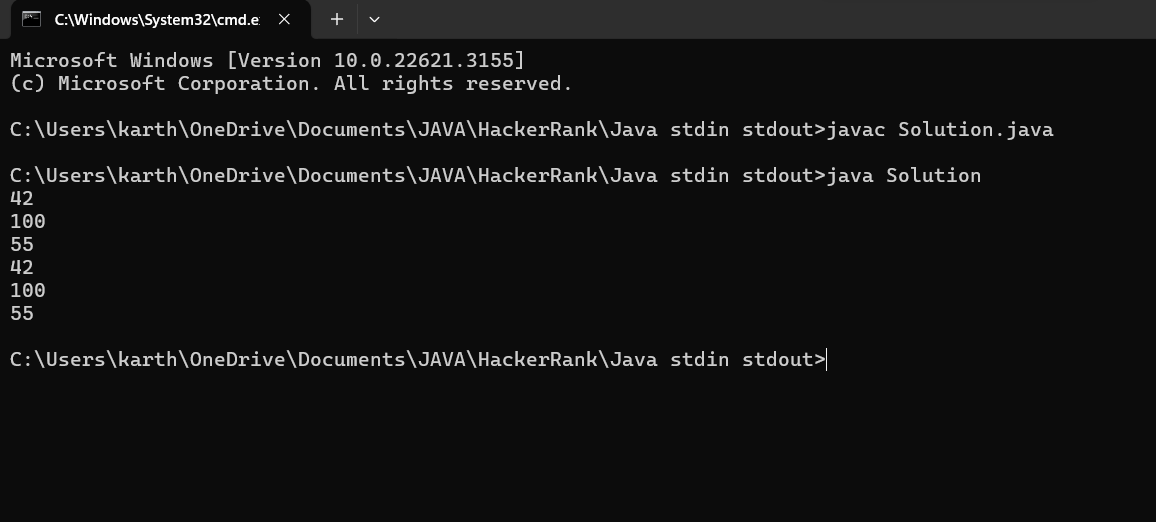 C:\Windows\System32\cmd.e
Microsoft Windows [Version 10.0.22621.3155]
(c) Microsoft Corporation. All rights reserved.
C:\Users\karth\OneDrive\Documents\JAVA\HackerRank\Java stdin stdout>javac Solution.java
C:\Users\karth\OneDrive\Documents\JAVA\HackerRank\Java stdin stdout>java Solution
42
100
55
42
100
55
C:\Users\karth\OneDrive\Documents\JAVA\HackerRank\Java stdin stdout>